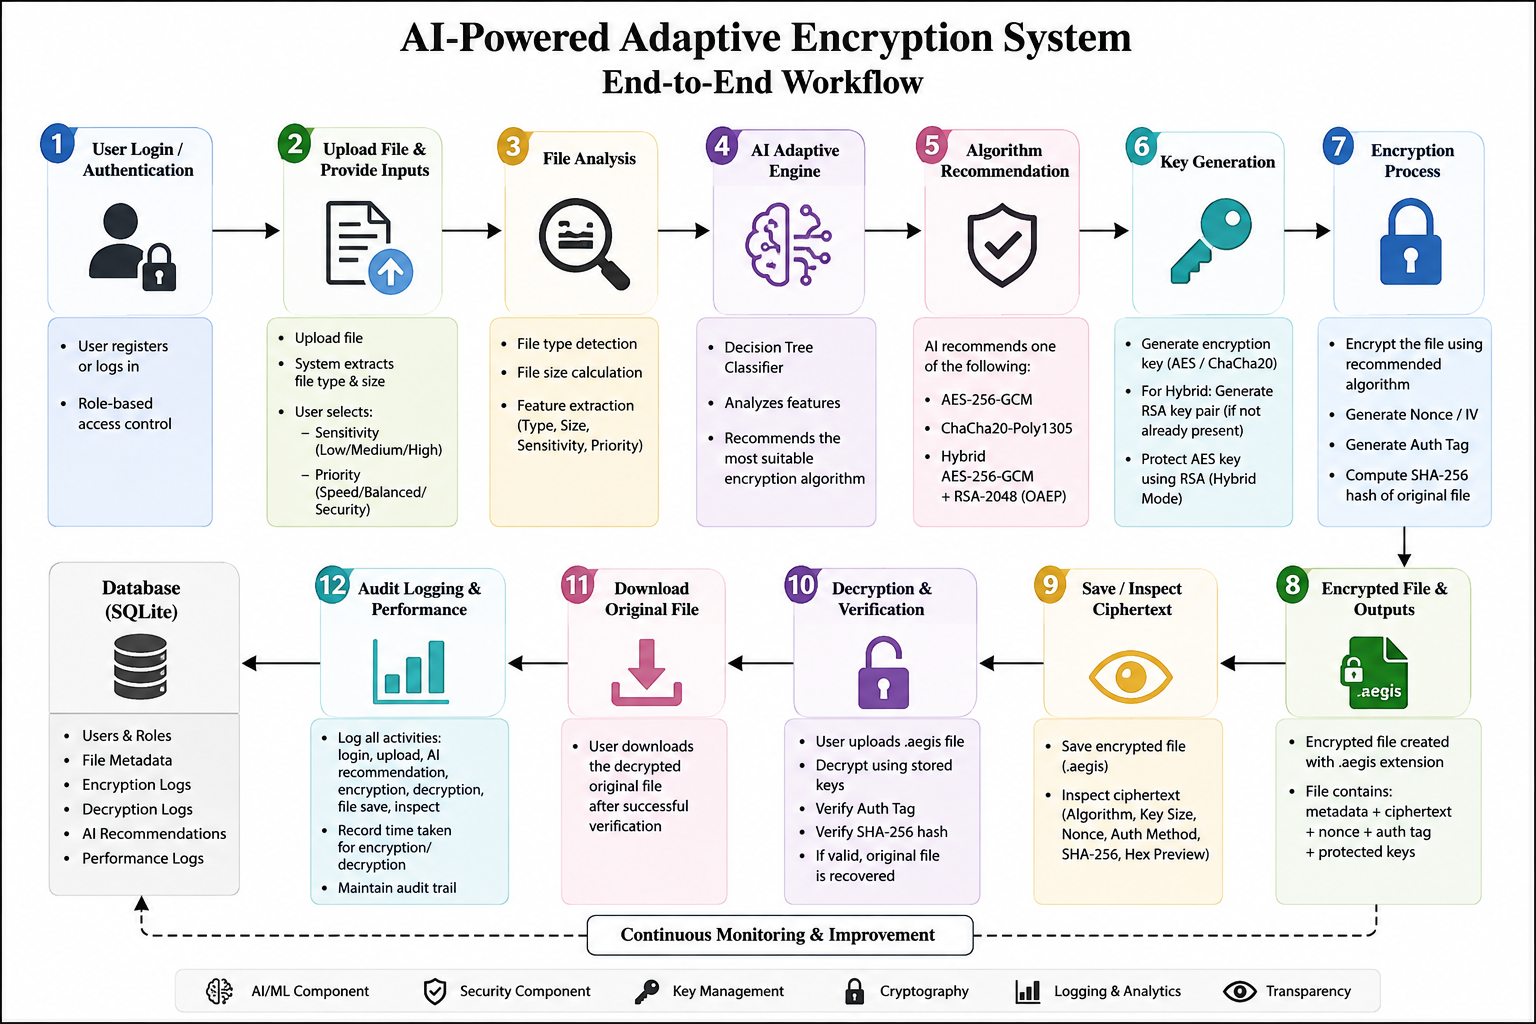 AI-Powered Adaptive Encryption System
End-to-End Workflow
1
User Login /
Authentication
• User registers
or logs in
• Role-based
access control
2
Upload File &
Provide Inputs
• Upload file
• System extracts
file type & size
• User selects:
– Sensitivity
(Low/Medium/High)
– Priority
(Speed/Balanced/
Security)
3
File Analysis
• File type detection
• File size calculation
• Feature extraction
(Type, Size,
Sensitivity, Priority)
4
AI Adaptive
Engine
• Decision Tree
Classifier
• Analyzes features
• Recommends the
most suitable
encryption algorithm
5
Algorithm
Recommendation
AI recommends one
of the following:
• AES-256-GCM
• ChaCha20-Poly1305
• Hybrid
AES-256-GCM
+ RSA-2048 (OAEP)
6
Key Generation
• Generate encryption
key (AES / ChaCha20)
• For Hybrid: Generate
RSA key pair (if not
already present)
• Protect AES key
using RSA (Hybrid
Mode)
7
Encryption
Process
• Encrypt the file using
recommended
algorithm
• Generate Nonce / IV
• Generate Auth Tag
• Compute SHA-256
hash of original file
8
Encrypted File &
Outputs
.aegis
• Encrypted file created
with .aegis extension
• File contains:
metadata + ciphertext
+ nonce + auth tag
+ protected keys
9
Save / Inspect
Ciphertext
• Save encrypted file
(.aegis)
• Inspect ciphertext
(Algorithm, Key Size,
Nonce, Auth Method,
SHA-256, Hex Preview)
10
Decryption &
Verification
• User uploads .aegis file
• Decrypt using stored
keys
• Verify Auth Tag
• Verify SHA-256 hash
• If valid, original file
is recovered
11
Download
Original File
• User downloads
the decrypted
original file
after successful
verification
12
Audit Logging &
Performance
• Log all activities:
login, upload, AI
recommendation,
encryption, decryption,
file save, inspect
• Record time taken
for encryption/
decryption
• Maintain audit trail
Database
(SQLite)
• Users & Roles
• File Metadata
• Encryption Logs
• Decryption Logs
• AI Recommendations
• Performance Logs
Continuous Monitoring & Improvement
AI/ML Component
Security Component
Key Management
Cryptography
Logging & Analytics
Transparency